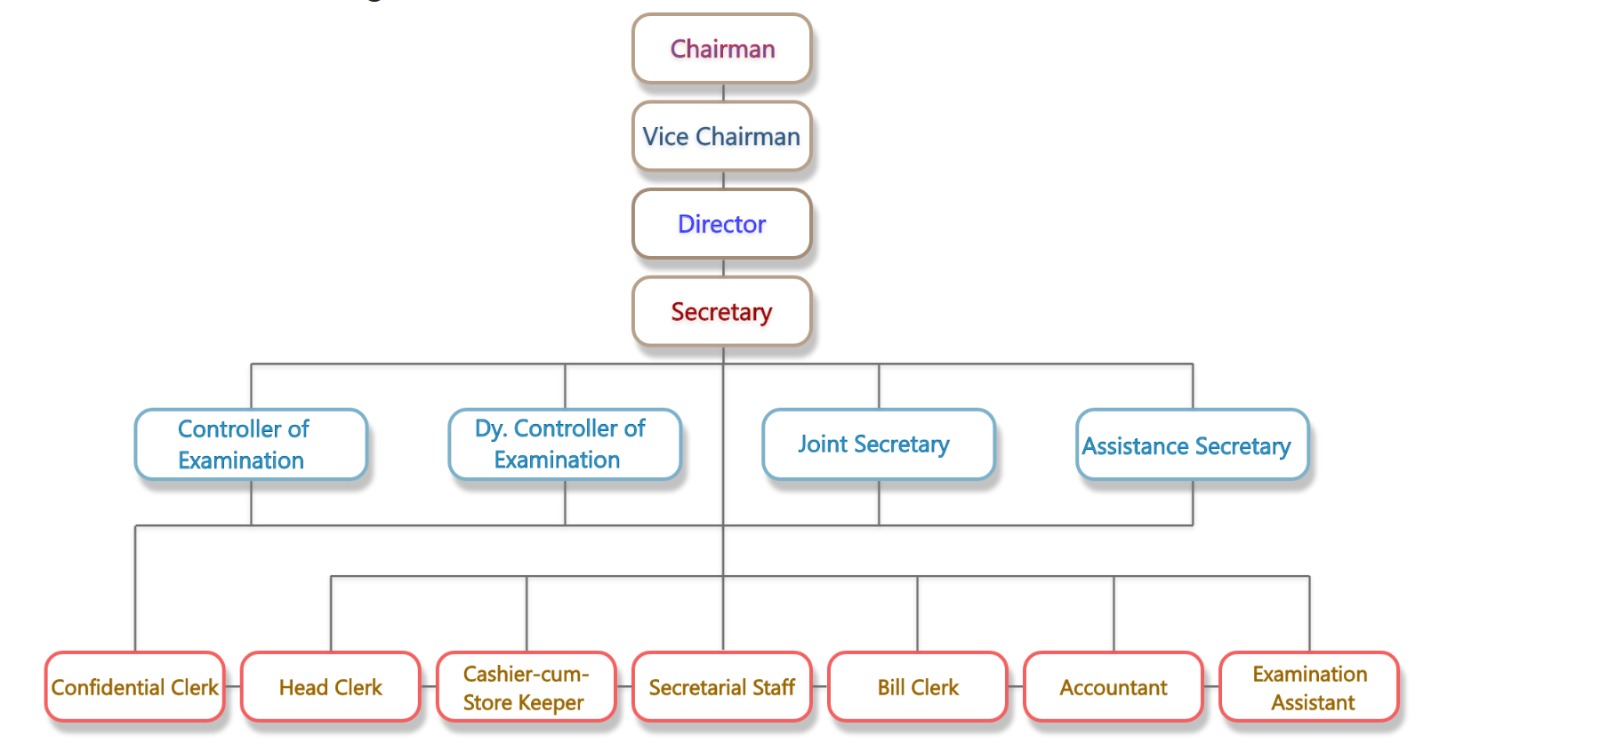 Chairman
Vice Chairman
Director
Secretary
Controller of
Examination
Dy. Controller of
Examination
Joint Secretary
Assistance Secretary
Confidential Clerk
Head Clerk
Cashier-cum-
Store Keeper
Secretarial Staff
Bill Clerk
Accountant
Examination
Assistant